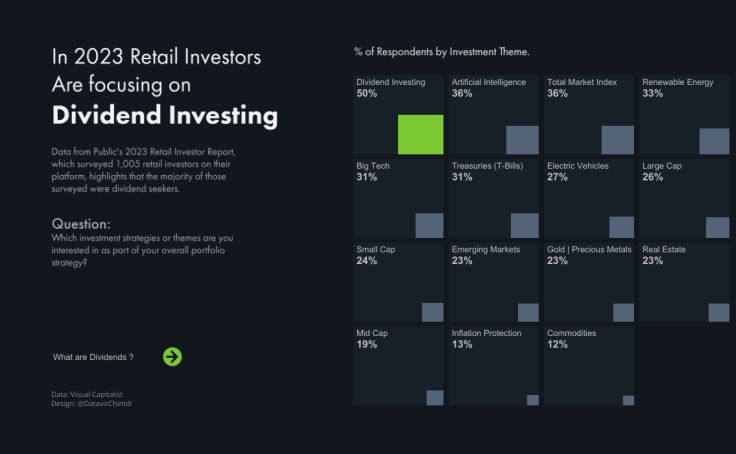 In 2023 Retail Investors
Are focusing on
Dividend Investing
Data from Public's 2023 Retail Investor Report,
which surveyed 1,005 retail investors on their
platform, highlights that the majority of those
surveyed were dividend seekers.
Question:
Which investment strategies or themes are you
interested in as part of your overall portfolio
strategy?
What are Dividends ?
Data: Visual Capitalist
Design: @DatavizChimdi
% of Respondents by Investment Theme.
Dividend Investing
50%
Artificial Intelligence
36%
Total Market Index
36%
Renewable Energy
33%
Big Tech
31%
Treasuries (T-Bills)
31%
Electric Vehicles
27%
Large Cap
26%
Small Cap
24%
Emerging Markets
23%
Gold | Precious Metals
23%
Real Estate
23%
Mid Cap
19%
Inflation Protection
13%
Commodities
12%